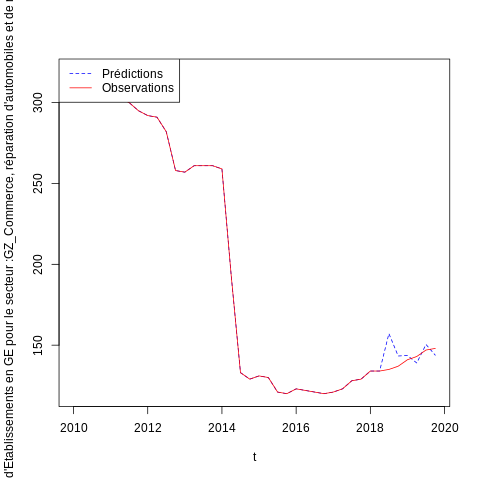 Prédictions
Observations
300
250
200
150
d'Etablissements en GE pour le secteur :GZ_Commerce, réparation d'automobiles et de
2010 2012 2014 2016 2018 2020
t